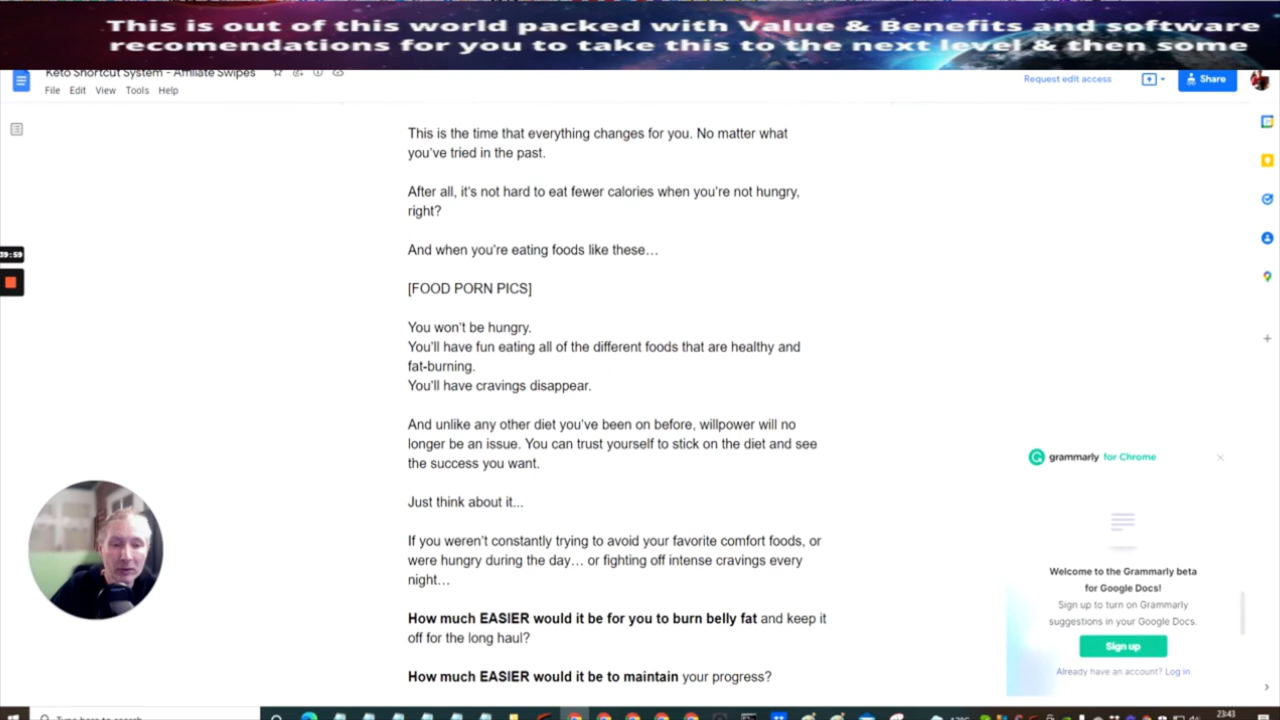 This is out of this world packed with Value & Benefits and software
recomendations for you to take this to the next level & then some
Keto Shortcut System - Affiliate Swipes
File Edit View Tools Help
Request edit access
Share
This is the time that everything changes for you. No matter what
you've tried in the past.
After all, it's not hard to eat fewer calories when you're not hungry,
right?
And when you're eating foods like these…
[FOOD PORN PICS]
You won't be hungry.
You'll have fun eating all of the different foods that are healthy and
fat-burning.
You'll have cravings disappear.
And unlike any other diet you've been on before, willpower will no
longer be an issue. You can trust yourself to stick on the diet and see
the success you want.
Just think about it...
If you weren't constantly trying to avoid your favorite comfort foods, or
were hungry during the day… or fighting off intense cravings every
night…
How much EASIER would it be for you to burn belly fat and keep it
off for the long haul?
How much EASIER would it be to maintain your progress?
grammarly for Chrome
Welcome to the Grammarly beta
for Google Docs!
Sign up to turn on Grammarly
suggestions in your Google Docs.
Sign up
Already have an account? Log in
Type here to search
23:43